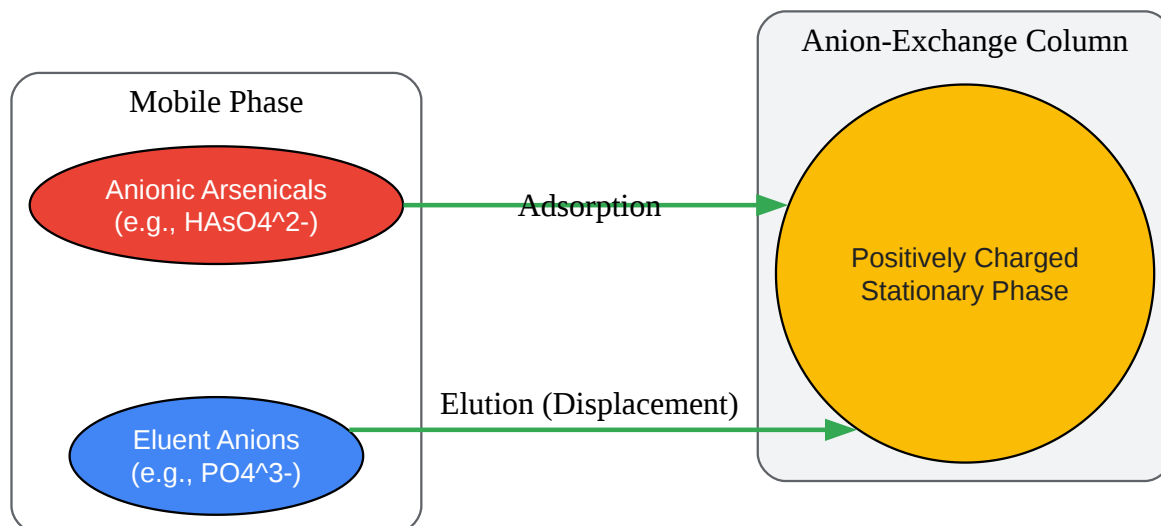 Anion-Exchange Column
Mobile Phase
Anionic Arsenicals
(e.g., HAsO4^2-)
Adsorption
Positively Charged
Stationary Phase
Elution (Displacement)
Eluent Anions
(e.g., PO4^3-)